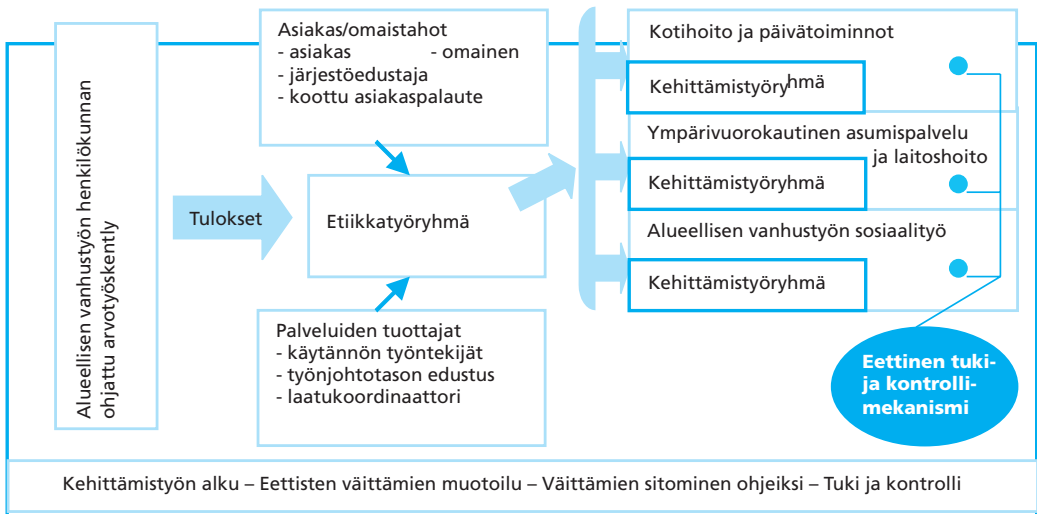 Alueellisen vanhustyön henkilökunnan
ohjattu arvotyöskently
Tulokset
Asiakas/omaistahot
- asiakas - omainen
- järjestöedustaja
- koottu asiakaspalaute
Etiikkatyöryhmä
Palveluiden tuottajat
- käytännön työntekijät
- työnjohtotason edustus
- laatukoordinaattori
Kotihoito ja päivätoiminnot
Kehittämistyöryhmä
Ympärivuorokautinen asumispalvelu
ja laitoshoito
Kehittämistyöryhmä
Alueellisen vanhustyön sosiaalityö
Kehittämistyöryhmä
Eettinen tuki-
ja kontrolli-
mekanismi
Kehittämistyön alku – Eettisten väittämien muotoilu – Väittämien sitominen ohjeiksi – Tuki ja kontrolli